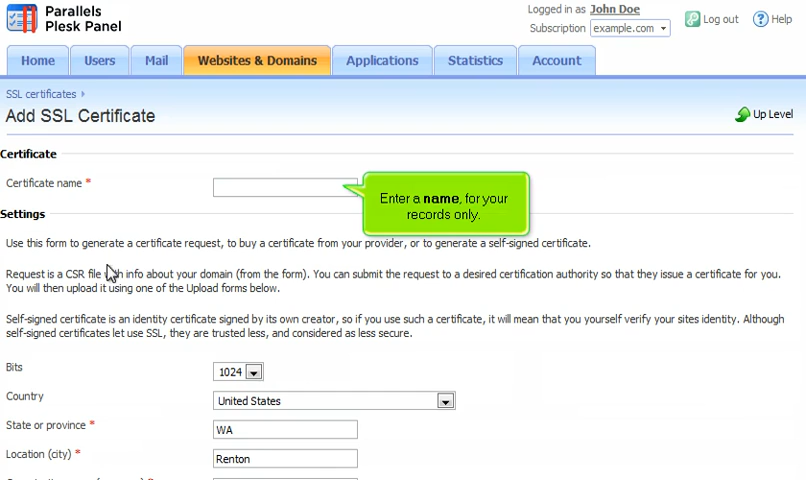 Parallels
Plesk Panel
Logged in as John Doe
Subscription example.com
Log out
Help
Home
Users
Mail
Websites & Domains
Applications
Statistics
Account
SSL certificates
Add SSL Certificate
Up Level
Certificate
Certificate name *
Enter a name, for your
records only.
Settings
Use this form to generate a certificate request, to buy a certificate from your provider, or to generate a self-signed certificate.
Request is a CSR file with info about your domain (from the form). You can submit the request to a desired certification authority so that they issue a certificate for you.
You will then upload it using one of the Upload forms below.
Self-signed certificate is an identity certificate signed by its own creator, so if you use such a certificate, it will mean that you yourself verify your sites identity. Although
self-signed certificates let use SSL, they are trusted less, and considered as less secure.
Bits 1024
Country United States
State or province * WA
Location (city) * Renton